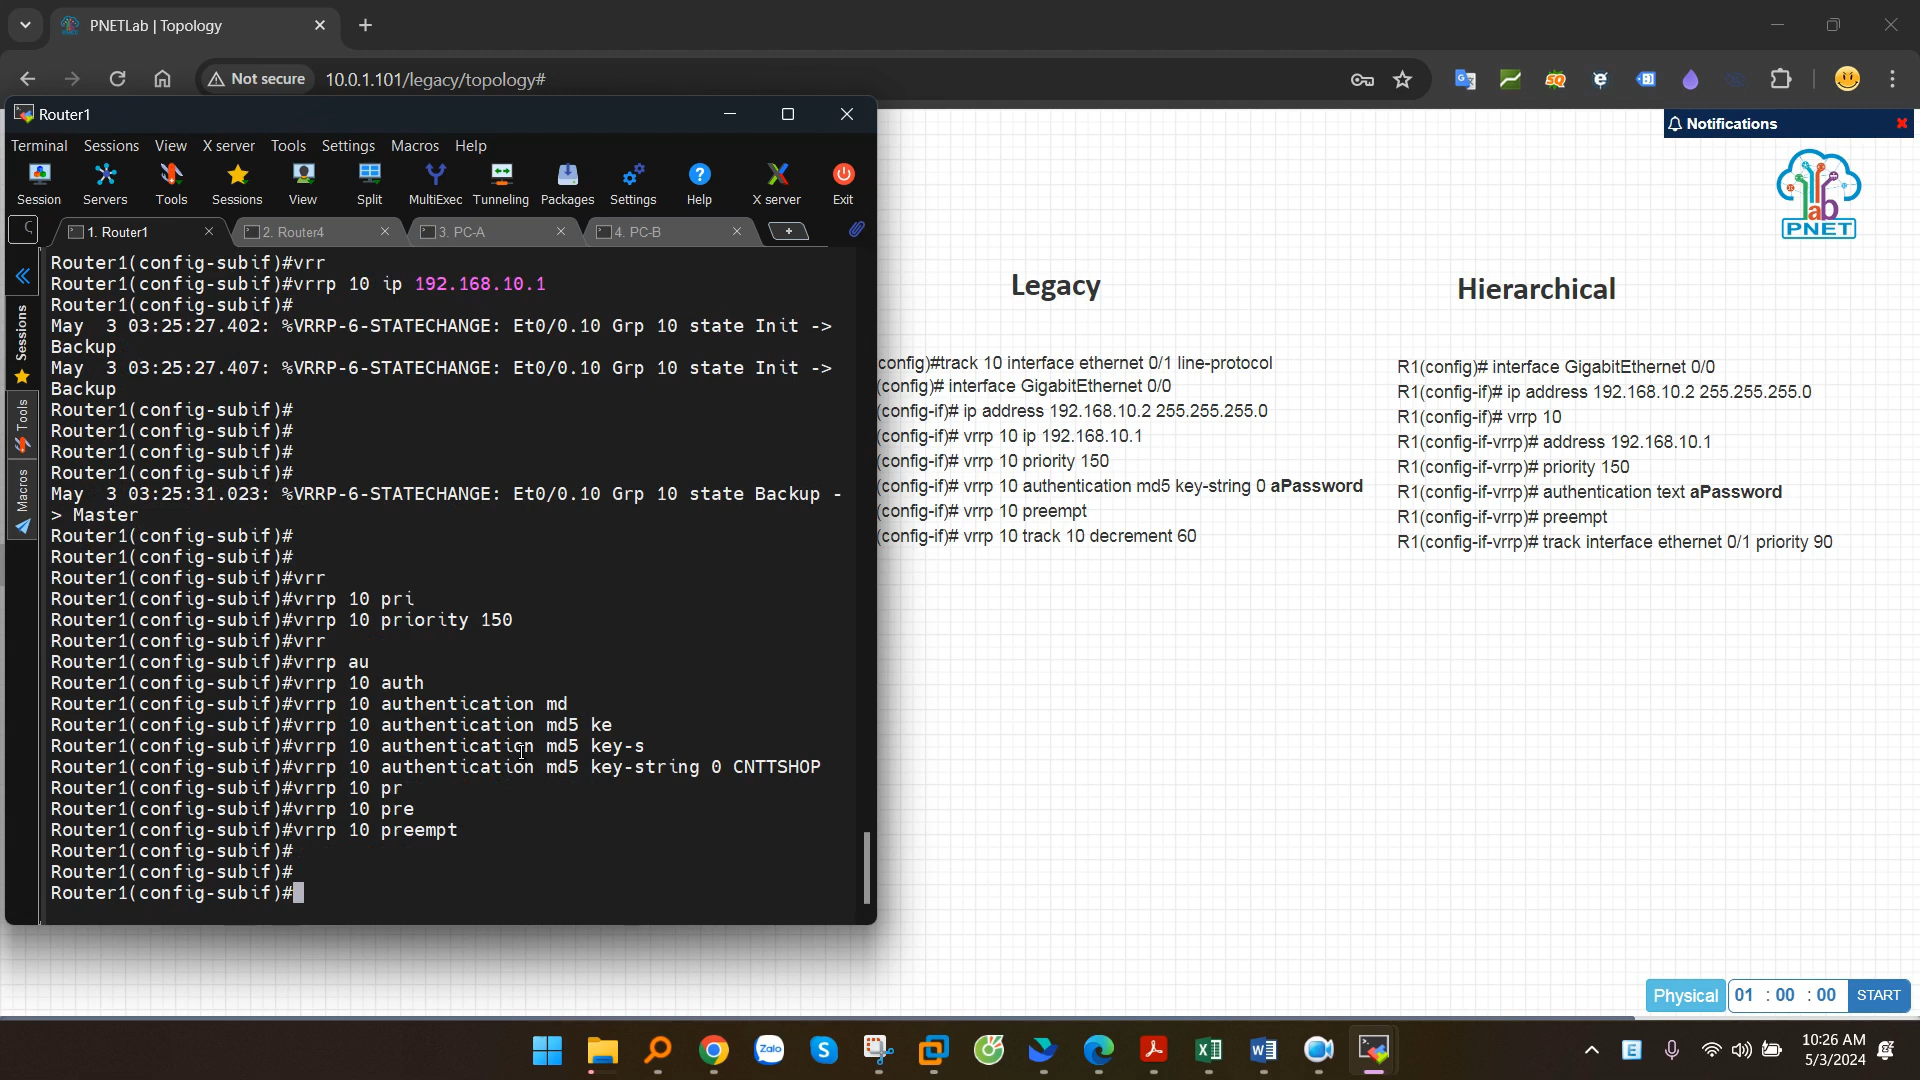 PNETLab | Topology
Not secure
10.0.1.101/legacy/topology#
Router1
Terminal Sessions View X server Tools Settings Macros Help
Session Servers Tools Sessions View Split MultiExec Tunneling Packages Settings Help X server Exit
1. Router1 2. Router4 3. PC-A 4. PC-B
Sessions
Tools
Macros
Router1(config-subif)#vrr
Router1(config-subif)#vrrp 10 ip 192.168.10.1
Router1(config-subif)#
May  3 03:25:27.402: %VRRP-6-STATECHANGE: Et0/0.10 Grp 10 state Init ->
Backup
May  3 03:25:27.407: %VRRP-6-STATECHANGE: Et0/0.10 Grp 10 state Init ->
Backup
Router1(config-subif)#
Router1(config-subif)#
Router1(config-subif)#
Router1(config-subif)#
May  3 03:25:31.023: %VRRP-6-STATECHANGE: Et0/0.10 Grp 10 state Backup -
> Master
Router1(config-subif)#
Router1(config-subif)#
Router1(config-subif)#vrr
Router1(config-subif)#vrrp 10 pri
Router1(config-subif)#vrrp 10 priority 150
Router1(config-subif)#vrr
Router1(config-subif)#vrrp au
Router1(config-subif)#vrrp 10 auth
Router1(config-subif)#vrrp 10 authentication md
Router1(config-subif)#vrrp 10 authentication md5 ke
Router1(config-subif)#vrrp 10 authentication md5 key-s
Router1(config-subif)#vrrp 10 authentication md5 key-string 0 CNTTSHOP
Router1(config-subif)#vrrp 10 pr
Router1(config-subif)#vrrp 10 pre
Router1(config-subif)#vrrp 10 preempt
Router1(config-subif)#
Router1(config-subif)#
Router1(config-subif)#
Notifications
lab
PNET
Legacy
config)#track 10 interface ethernet 0/1 line-protocol
(config)# interface GigabitEthernet 0/0
(config-if)# ip address 192.168.10.2 255.255.255.0
(config-if)# vrrp 10 ip 192.168.10.1
(config-if)# vrrp 10 priority 150
(config-if)# vrrp 10 authentication md5 key-string 0 aPassword
(config-if)# vrrp 10 preempt
(config-if)# vrrp 10 track 10 decrement 60
Hierarchical
R1(config)# interface GigabitEthernet 0/0
R1(config-if)# ip address 192.168.10.2 255.255.255.0
R1(config-if)# vrrp 10
R1(config-if-vrrp)# address 192.168.10.1
R1(config-if-vrrp)# priority 150
R1(config-if-vrrp)# authentication text aPassword
R1(config-if-vrrp)# preempt
R1(config-if-vrrp)# track interface ethernet 0/1 priority 90
Physical 01 : 00 : 00 START
Zalo
10:26 AM
5/3/2024